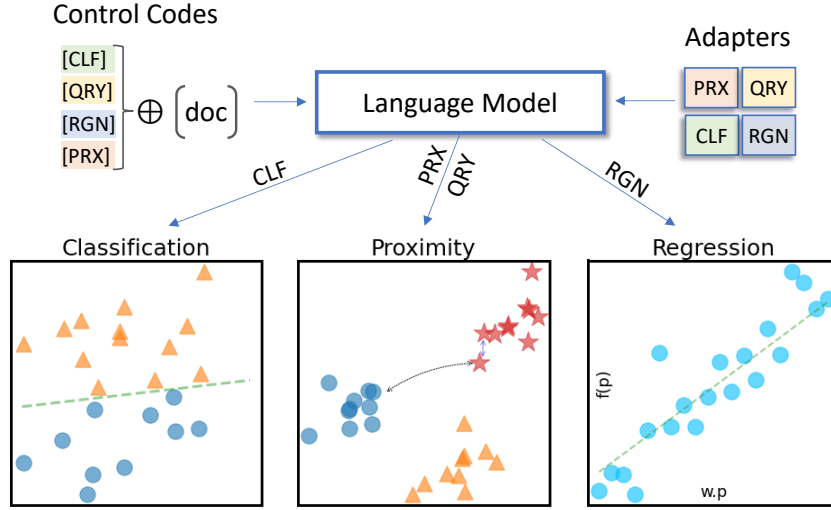 Control Codes
[CLF]
[QRY]
[RGN]
[PRX]
⊕
[doc]
Language Model
Adapters
PRX QRY
CLF RGN
CLF
PRX
QRY
RGN
Classification
Proximity
Regression
f(p)
w.p